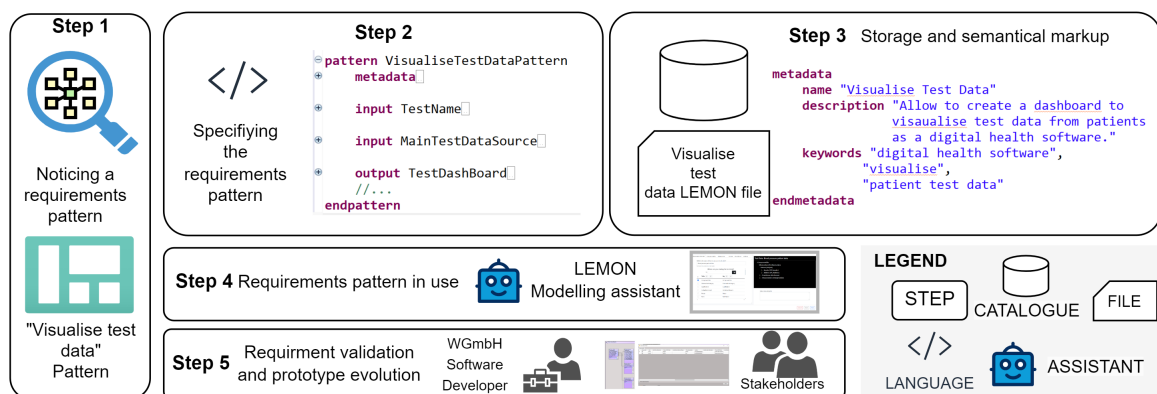 Step 1
Noticing a
requirements
pattern
"Visualise test
data"
Pattern
Step 2
</>
Specifiying
the
requirements
pattern
pattern VisualiseTestDataPattern
metadata
input TestName
input MainTestDataSource
output TestDashBoard
//...
endpattern
Step 3 Storage and semantical markup
Visualise
test
data LEMON file
metadata
name "Visualise Test Data"
description "Allow to create a dashboard to
visaualise test data from patients
as a digital health software."
keywords "digital health software",
"visualise",
"patient test data"
endmetadata
Step 4 Requirements pattern in use
LEMON
Modelling assistant
Step 5
Requirment validation
and prototype evolution
WGmbH
Software
Developer
Stakeholders
LEGEND
STEP
CATALOGUE
FILE
</>
LANGUAGE
ASSISTANT